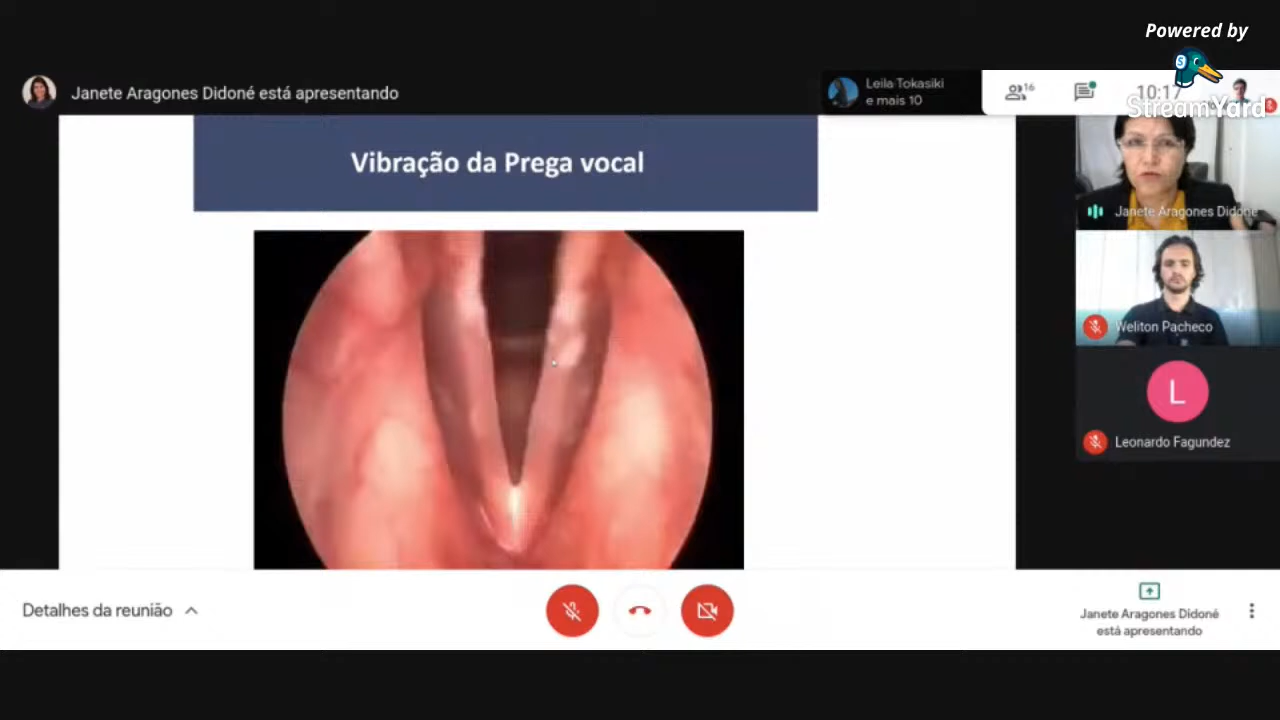 Powered by
StreamYard
Janete Aragones Didoné está apresentando
Leila Tokasiki
e mais 10
16
10:17
Vibração da Prega vocal
Janete Aragones Didoné
Weliton Pacheco
L
Leonardo Fagundez
Detalhes da reunião
Janete Aragones Didoné
está apresentando